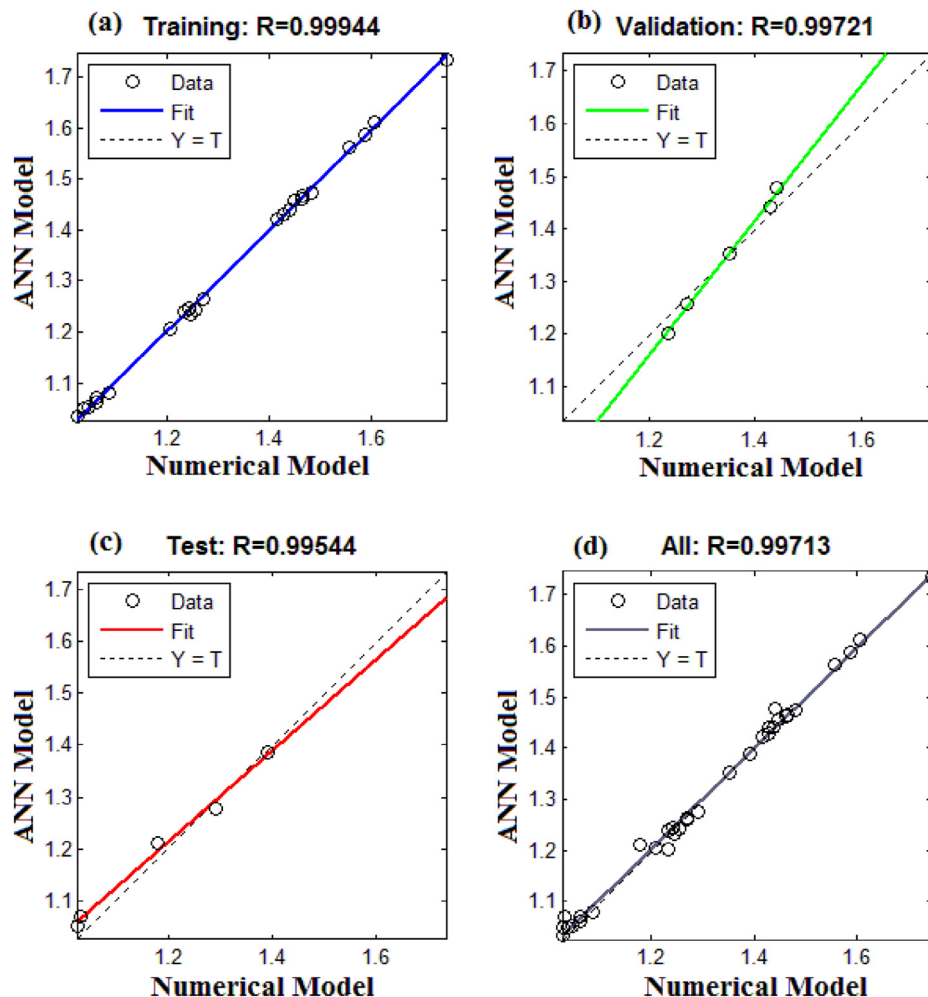 (a) Training: R=0.99944
Data
Fit
Y = T
1.7
1.6
1.5
1.4
1.3
1.2
1.1
ANN Model
1.2 1.4 1.6
Numerical Model
(b) Validation: R=0.99721
Data
Fit
Y = T
1.7
1.6
1.5
1.4
1.3
1.2
1.1
ANN Model
1.2 1.4 1.6
Numerical Model
(c) Test: R=0.99544
Data
Fit
Y = T
1.7
1.6
1.5
1.4
1.3
1.2
1.1
ANN Model
1.2 1.4 1.6
Numerical Model
(d) All: R=0.99713
Data
Fit
Y = T
1.7
1.6
1.5
1.4
1.3
1.2
1.1
ANN Model
1.2 1.4 1.6
Numerical Model